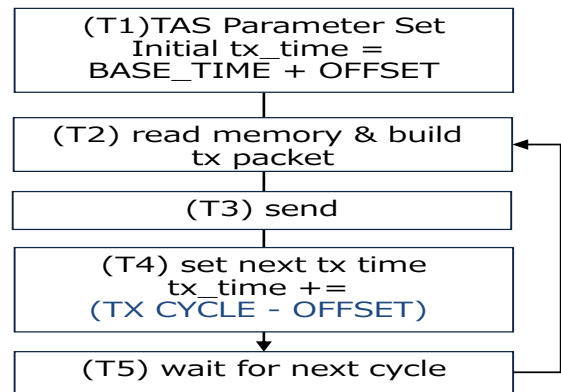 (T1)TAS Parameter Set
Initial tx_time =
BASE_TIME + OFFSET
(T2) read memory & build
tx packet
(T3) send
(T4) set next tx time
tx_time +=
(TX CYCLE - OFFSET)
(T5) wait for next cycle